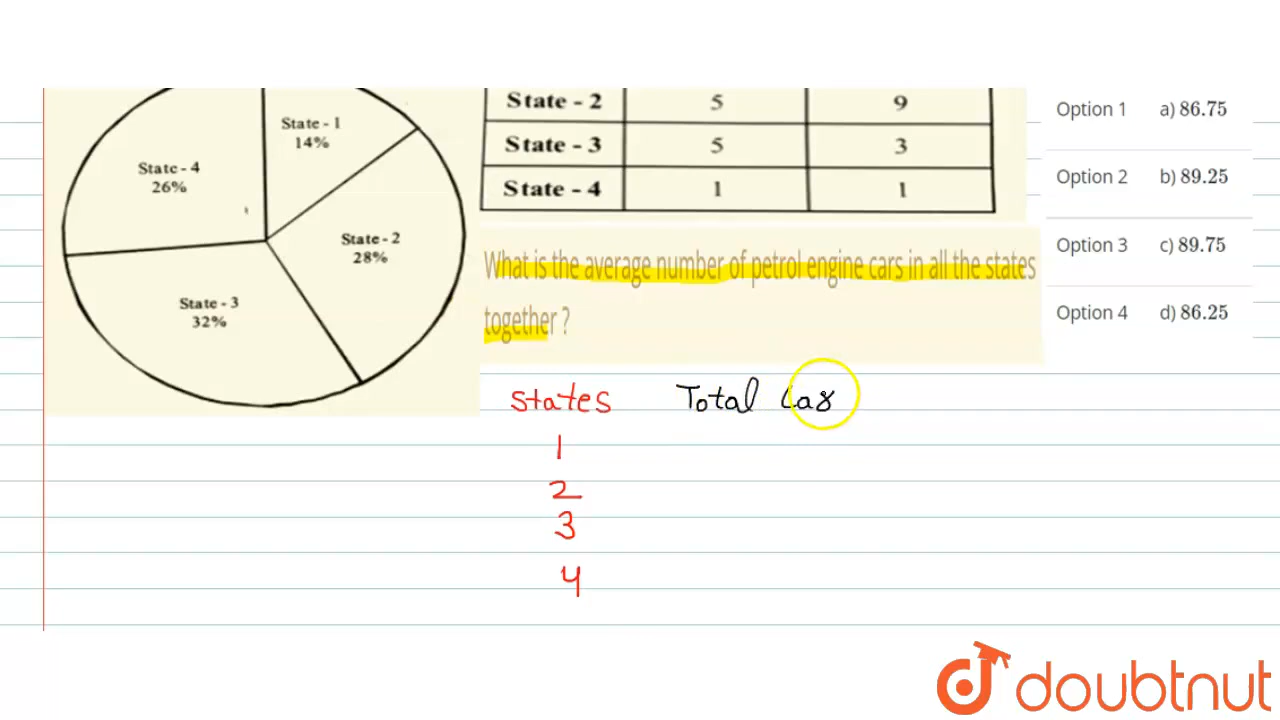 State - 1
14%
State - 4
26%
State - 2
28%
State - 3
32%
State - 2 5 9
State - 3 5 3
State - 4 1 1
What is the average number of petrol engine cars in all the states
together ?
Option 1 a) 86.75
Option 2 b) 89.25
Option 3 c) 89.75
Option 4 d) 86.25
States Total Car
1
2
3
4
doubtnut